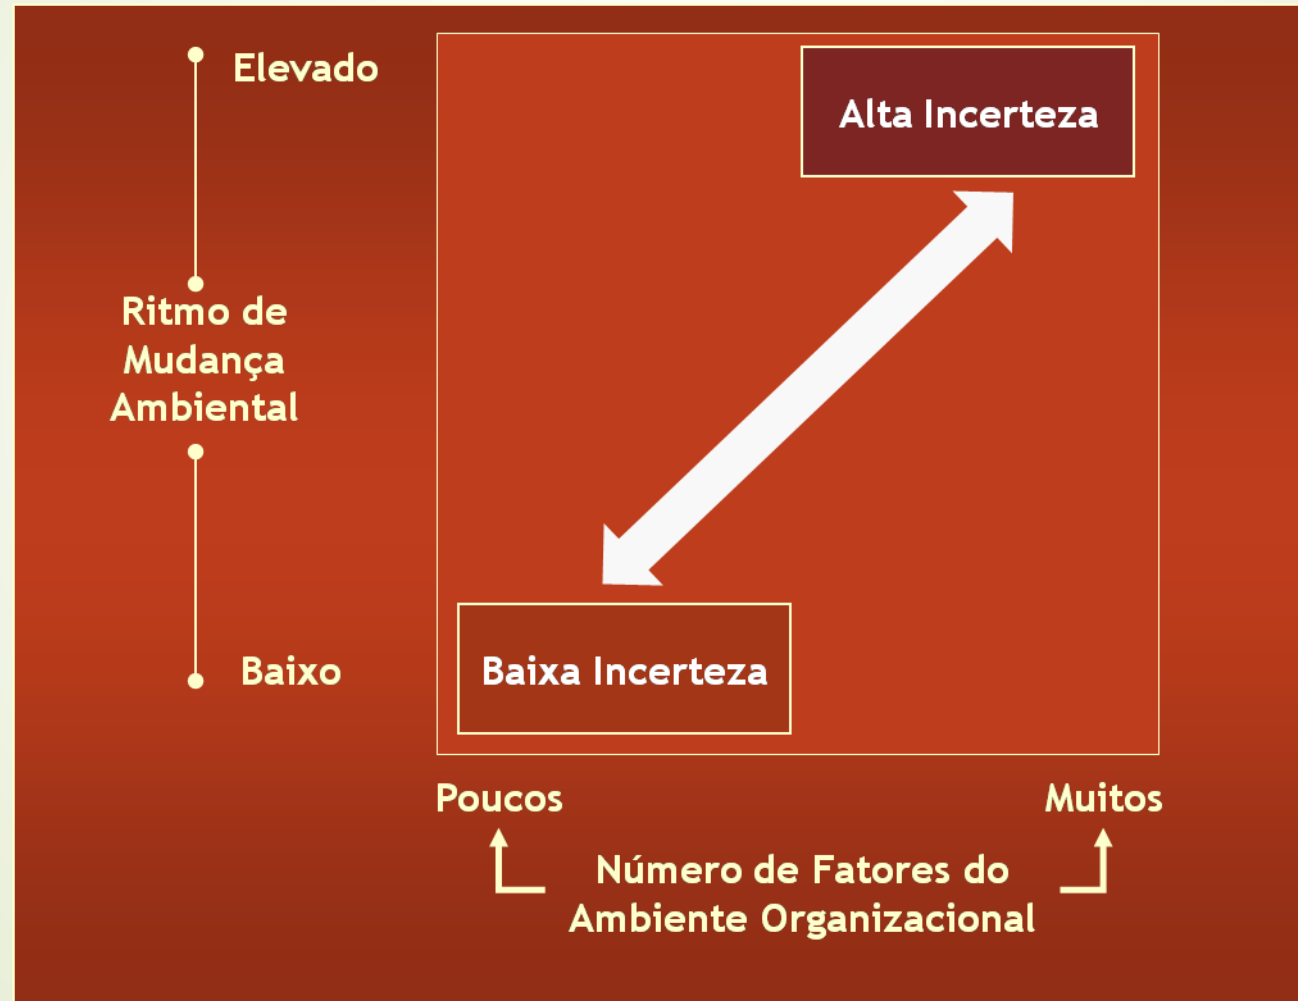 Elevado
Alta Incerteza
Ritmo de
Mudança
Ambiental
Baixo
Baixa Incerteza
Poucos
Muitos
Número de Fatores do
Ambiente Organizacional